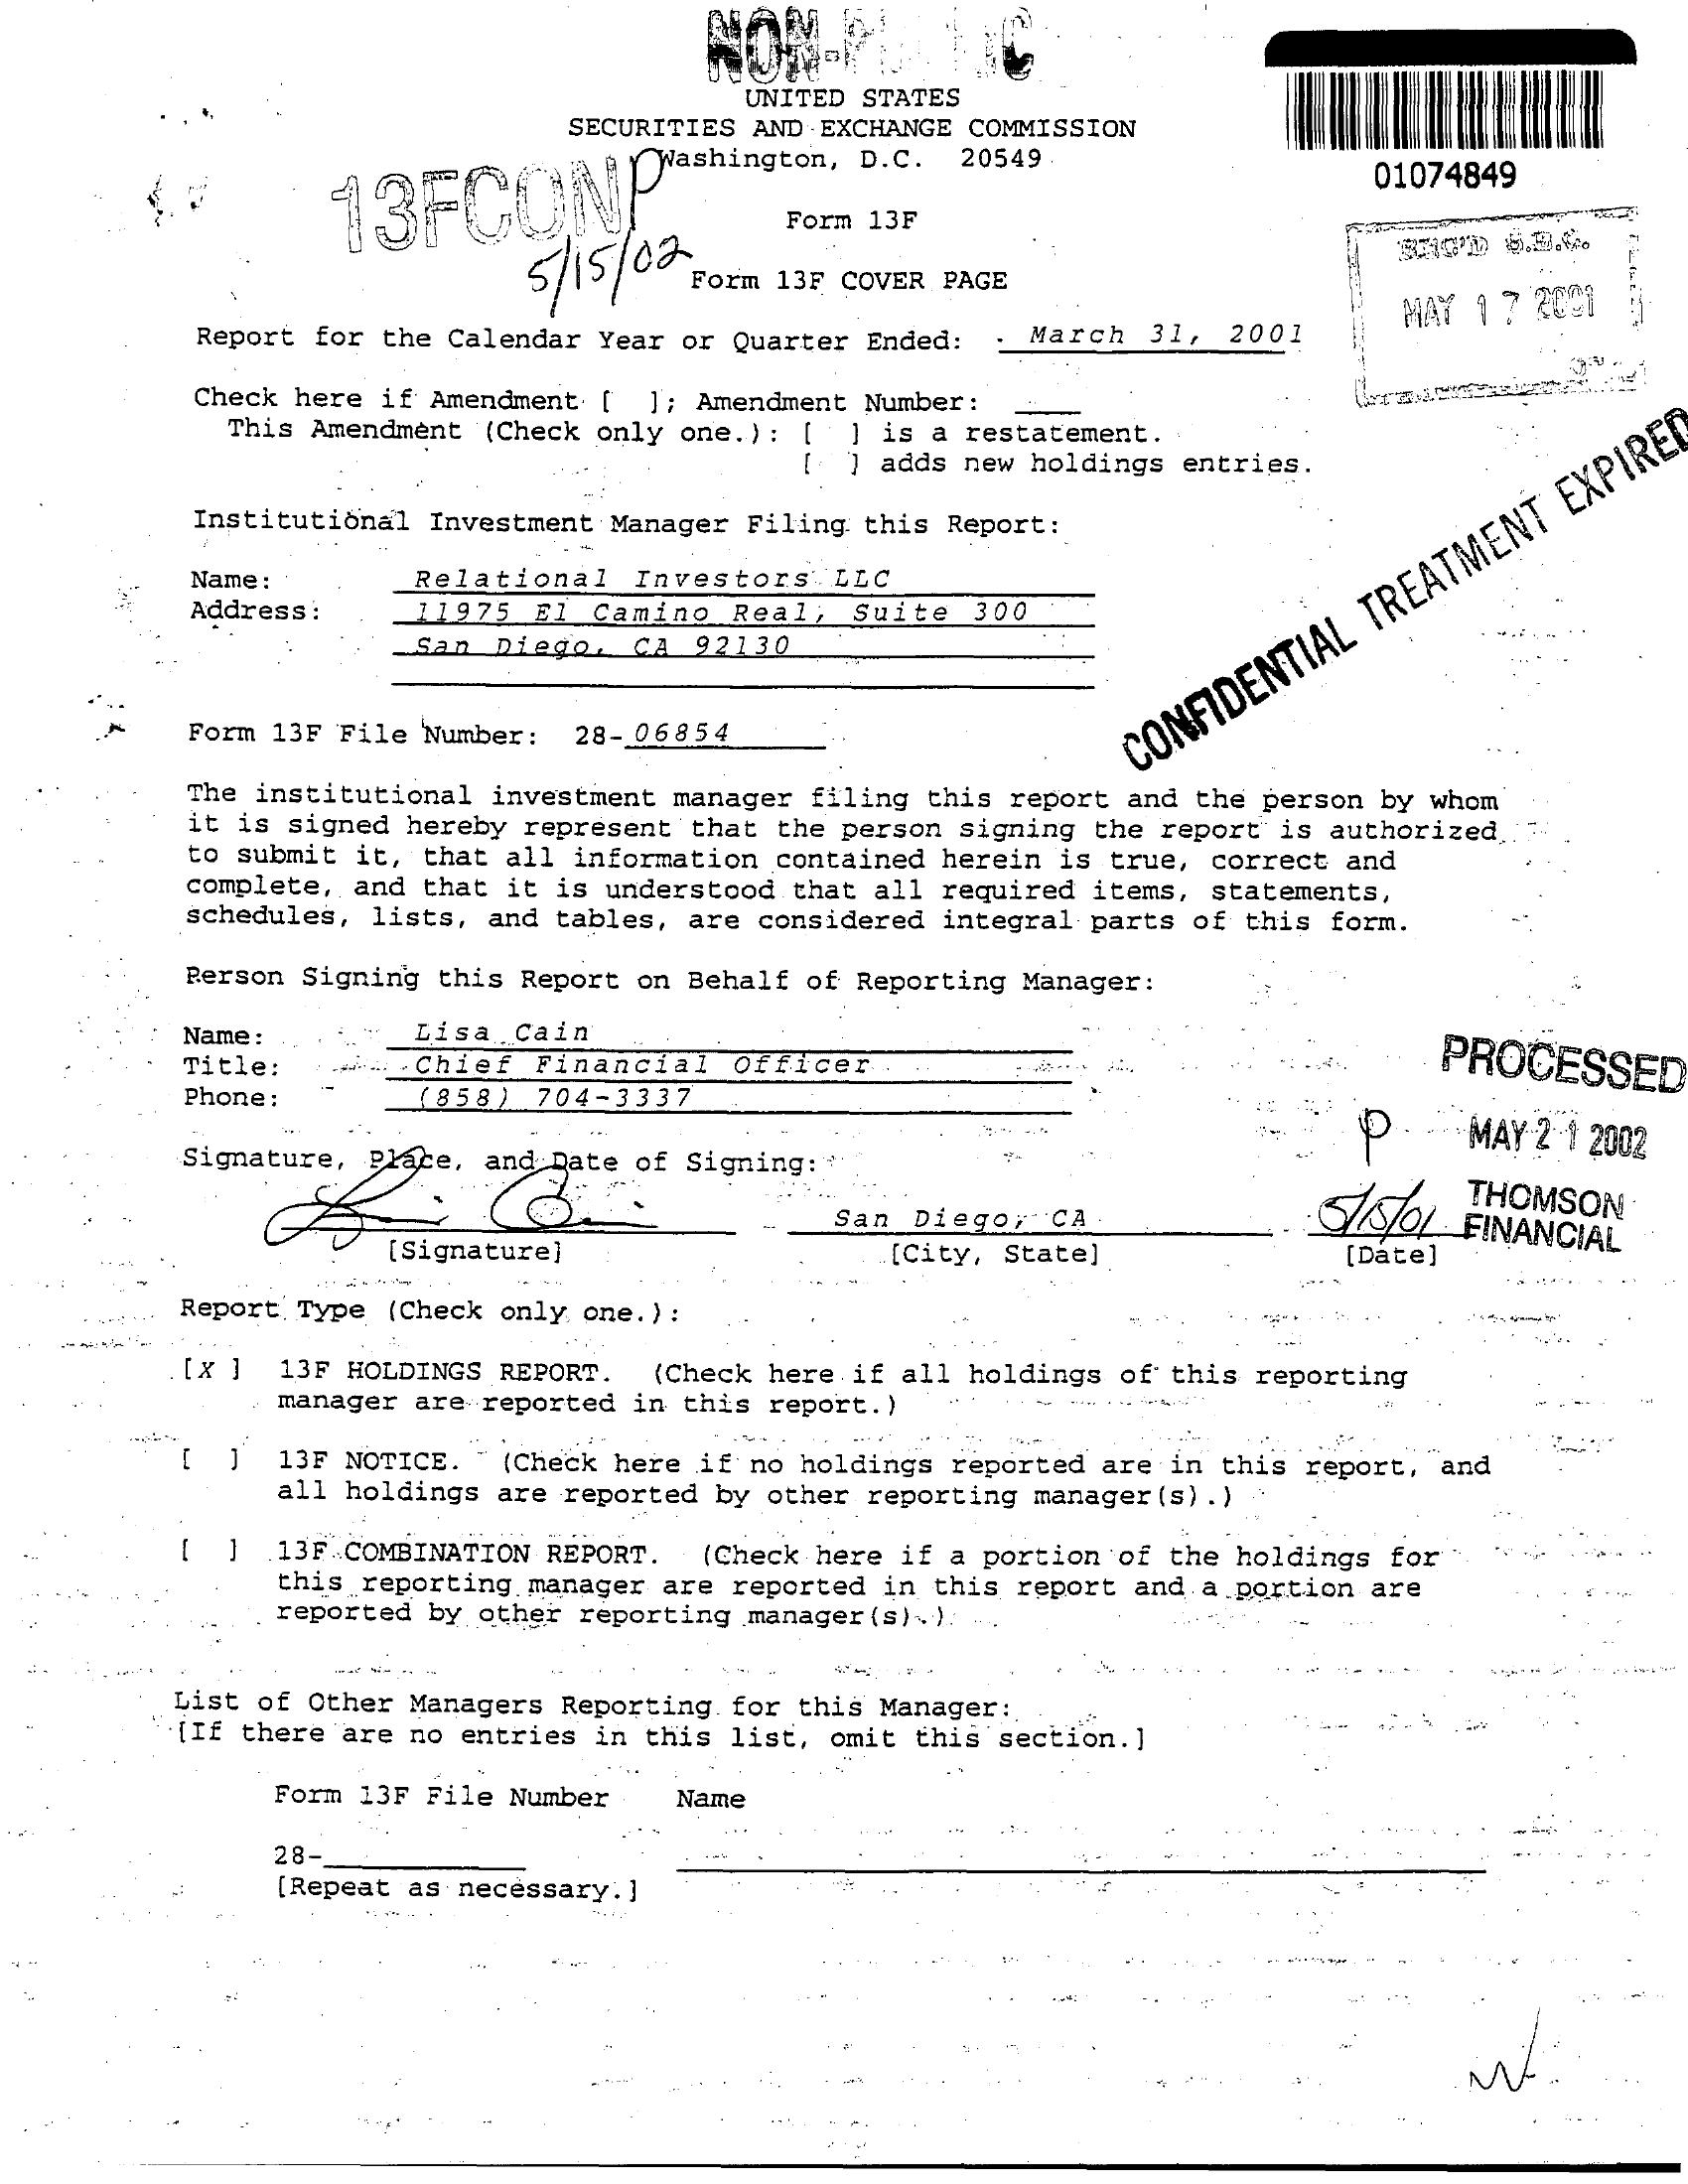 UNITED STATES
SECURITIES AND EXCHANGE COMMISSION
Washington, D.C. 20549
01074849
13FCONP
5/15/02
Form 13F
Form 13F COVER PAGE
REC'D S.E.C.
MAY 17 2001
Report for the Calendar Year or Quarter Ended: March 31, 2001
Check here if Amendment [ ]; Amendment Number:
This Amendment (Check only one.): [ ] is a restatement.
[ ] adds new holdings entries.
CONFIDENTIAL TREATMENT EXPIRED
Institutional Investment Manager Filing this Report:
Name: Relational Investors LLC
Address: 11975 El Camino Real, Suite 300
San Diego, CA 92130
Form 13F File Number: 28-06854
The institutional investment manager filing this report and the person by whom
it is signed hereby represent that the person signing the report is authorized
to submit it, that all information contained herein is true, correct and
complete, and that it is understood that all required items, statements,
schedules, lists, and tables, are considered integral parts of this form.
Person Signing this Report on Behalf of Reporting Manager:
Name: Lisa Cain
Title: Chief Financial Officer
Phone: (858) 704-3337
PROCESSED
P MAY 21 2002
THOMSON
FINANCIAL
Signature, Place, and Date of Signing:
San Diego, CA 5/15/01
[Signature] [City, State] [Date]
Report Type (Check only one.):
[X ] 13F HOLDINGS REPORT. (Check here if all holdings of this reporting
manager are reported in this report.)
[ ] 13F NOTICE. (Check here if no holdings reported are in this report, and
all holdings are reported by other reporting manager(s).)
[ ] 13F COMBINATION REPORT. (Check here if a portion of the holdings for
this reporting manager are reported in this report and a portion are
reported by other reporting manager(s).)
List of Other Managers Reporting for this Manager:
[If there are no entries in this list, omit this section.]
Form 13F File Number Name
28-
[Repeat as necessary.]